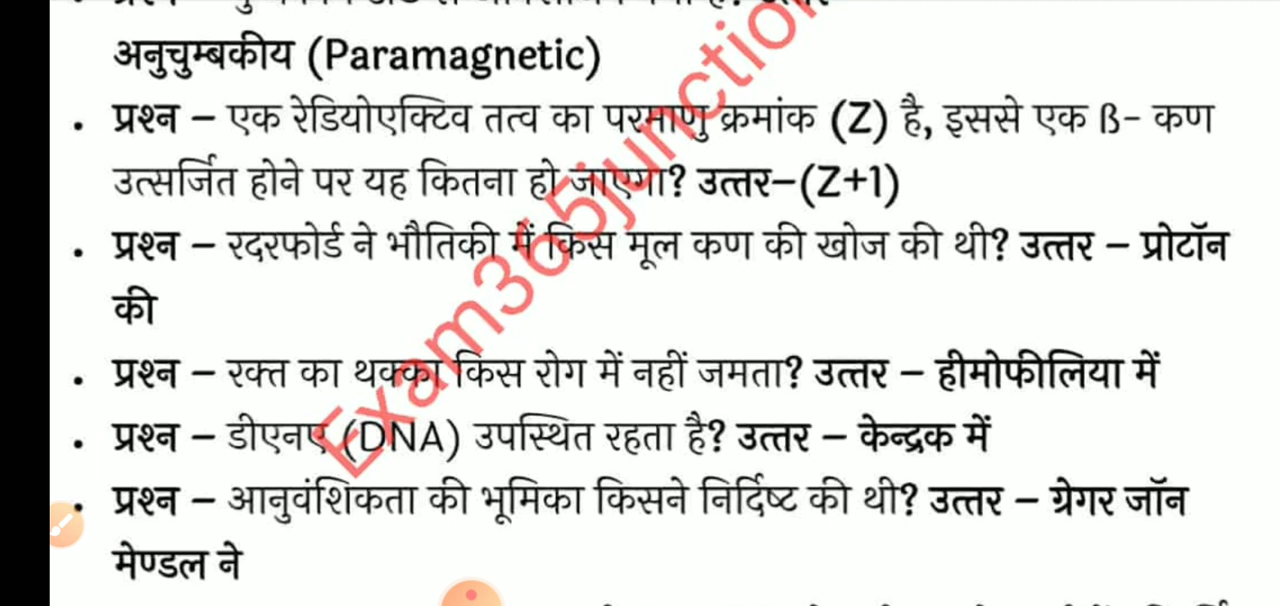 अनुचुम्बकीय (Paramagnetic)
• प्रश्न – एक रेडियोएक्टिव तत्व का परमाणु क्रमांक (Z) है, इससे एक ß– कण
उत्सर्जित होने पर यह कितना हो जाएगा? उत्तर–(Z+1)
• प्रश्न – रदरफोर्ड ने भौतिकी में किस मूल कण की खोज की थी? उत्तर – प्रोटॉन
की
• प्रश्न – रक्त का थक्का किस रोग में नहीं जमता? उत्तर – हीमोफीलिया में
• प्रश्न – डीएनए (DNA) उपस्थित रहता है? उत्तर – केन्द्रक में
• प्रश्न – आनुवंशिकता की भूमिका किसने निर्दिष्ट की थी? उत्तर – ग्रेगर जॉन
मेण्डल ने
Exam365junctio